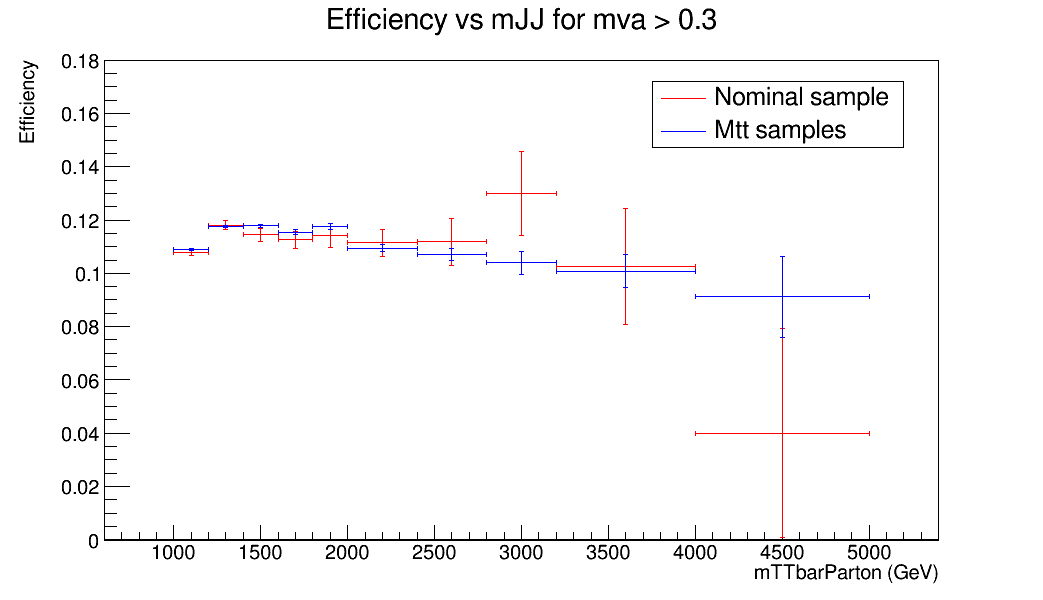 Efficiency vs mJJ for mva > 0.3
Efficiency
0.18
0.16
0.14
0.12
0.1
0.08
0.06
0.04
0.02
0
Nominal sample
Mtt samples
1000 1500 2000 2500 3000 3500 4000 4500 5000
mTTbarParton (GeV)